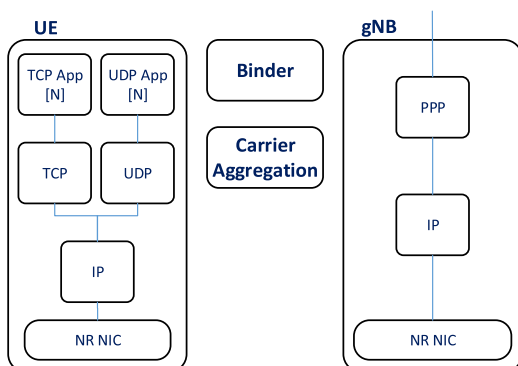 UE
TCP App
[N]
UDP App
[N]
TCP
UDP
IP
NR NIC
Binder
Carrier
Aggregation
gNB
PPP
IP
NR NIC